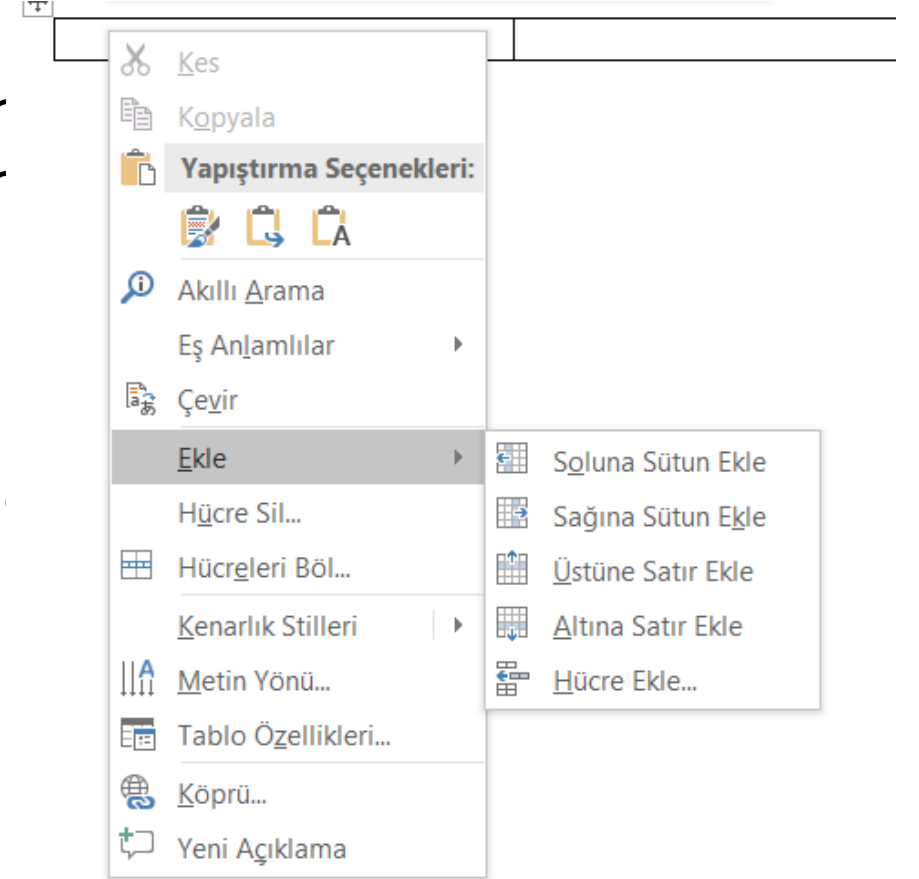 Kes
Kopyala
Yapıştırma Seçenekleri:
Akıllı Arama
Eş Anlamlılar
Çevir
Ekle
Hücre Sil...
Hücreleri Böl...
Kenarlık Stilleri
Metin Yönü...
Tablo Özellikleri...
Köprü...
Yeni Açıklama
Soluna Sütun Ekle
Sağına Sütun Ekle
Üstüne Satır Ekle
Altına Satır Ekle
Hücre Ekle...